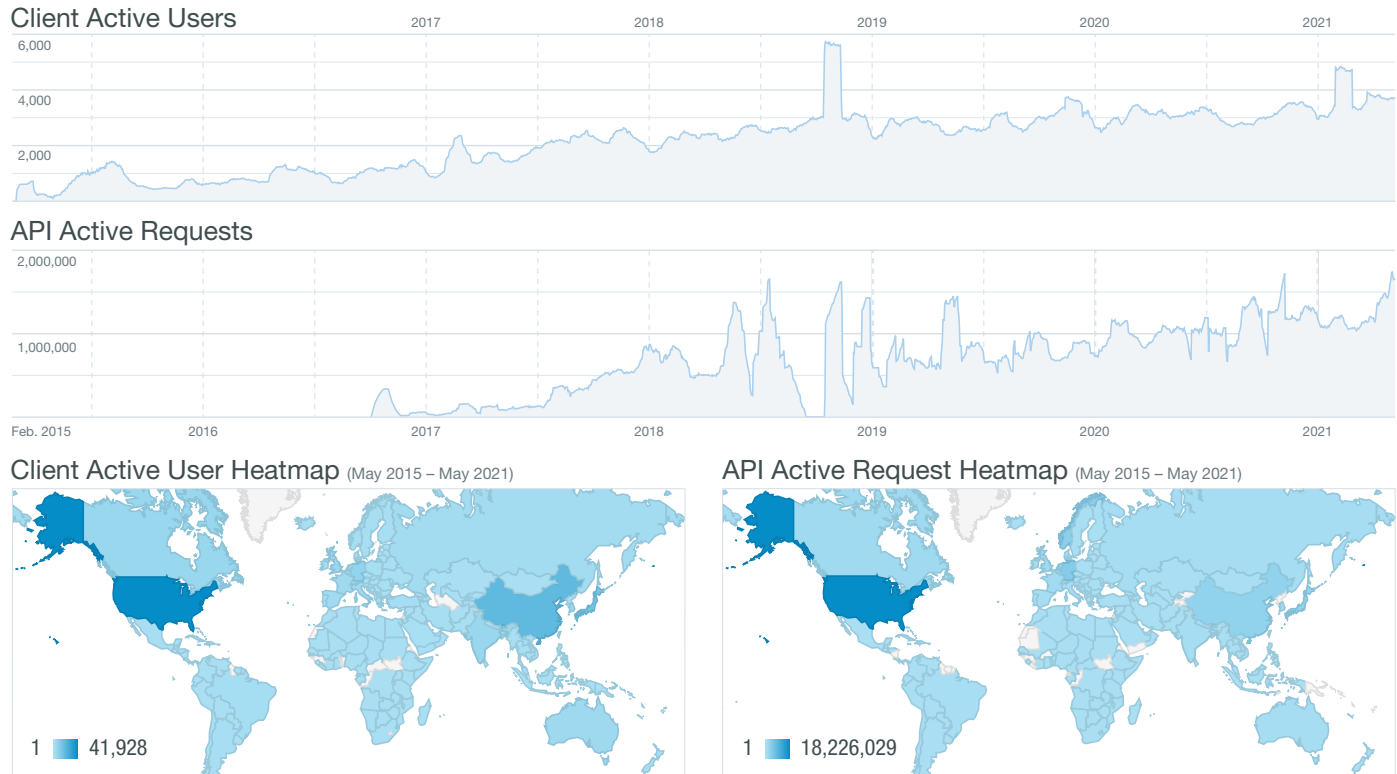 Client Active Users
2017 2018 2019 2020 2021
6,000
4,000
2,000
API Active Requests
2,000,000
1,000,000
Feb. 2015 2016 2017 2018 2019 2020 2021
Client Active User Heatmap (May 2015 – May 2021)
1 41,928
API Active Request Heatmap (May 2015 – May 2021)
1 18,226,029